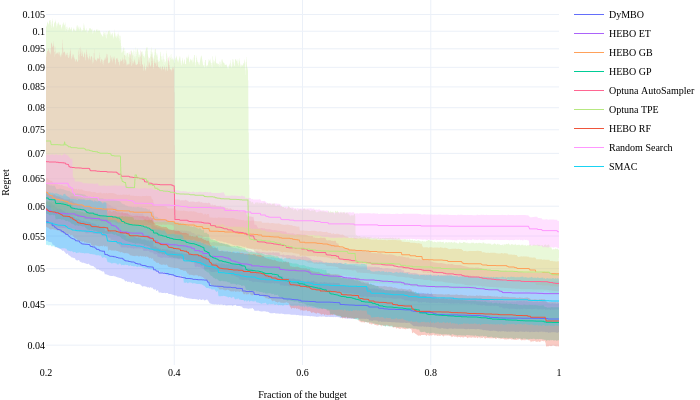 0.105
0.1
0.095
0.09
0.085
0.08
0.075
0.07
0.065
0.06
0.055
0.05
0.045
0.04
Regret
0.2
0.4
0.6
0.8
1
Fraction of the budget
DyMBO
HEBO ET
HEBO GB
HEBO GP
Optuna AutoSampler
Optuna TPE
HEBO RF
Random Search
SMAC